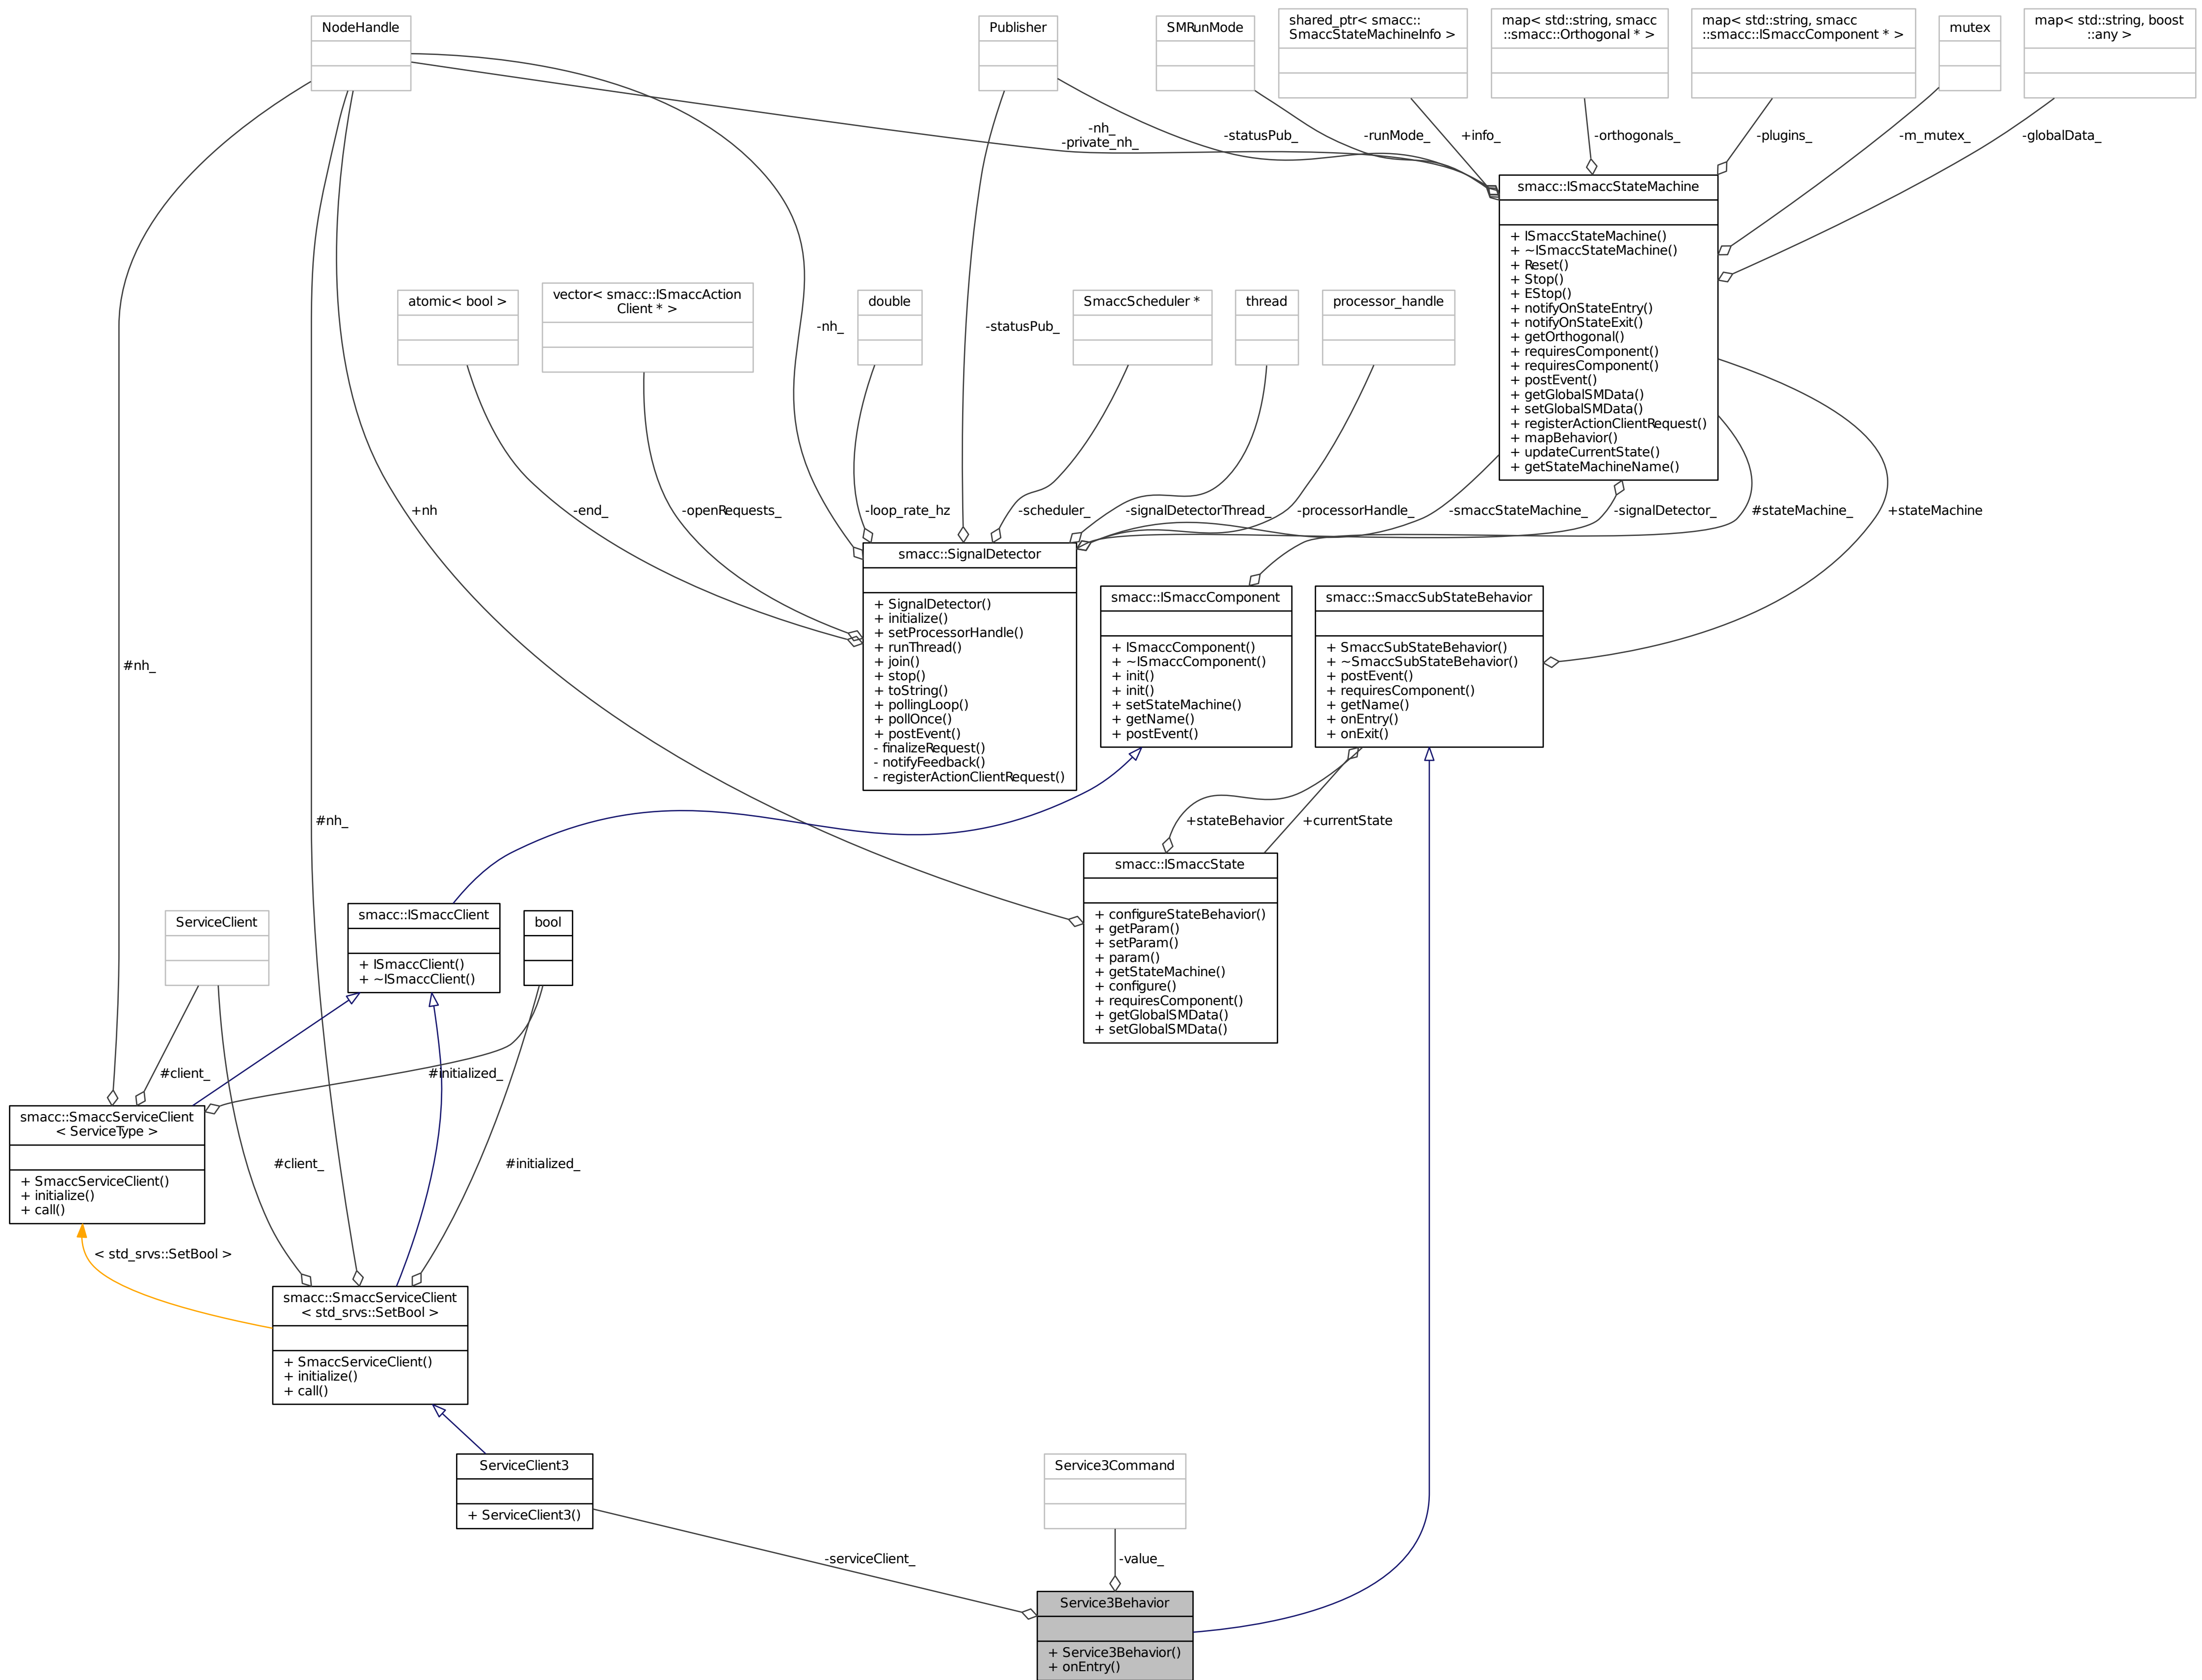 NodeHandle
Publisher
SMRunMode
shared_ptr< smacc::
SmaccStateMachineInfo >
map< std::string, smacc
::smacc::Orthogonal * >
map< std::string, smacc
::smacc::ISmaccComponent * >
mutex
map< std::string, boost
::any >
-nh_
-private_nh_
-statusPub_
-runMode_
+info_
-orthogonals_
-plugins_
-m_mutex_
-globalData_
smacc::ISmaccStateMachine
+ ISmaccStateMachine()
+ ~ISmaccStateMachine()
+ Reset()
+ Stop()
+ EStop()
+ notifyOnStateEntry()
+ notifyOnStateExit()
+ getOrthogonal()
+ requiresComponent()
+ requiresComponent()
+ postEvent()
+ getGlobalSMData()
+ setGlobalSMData()
+ registerActionClientRequest()
+ mapBehavior()
+ updateCurrentState()
+ getStateMachineName()
atomic< bool >
vector< smacc::ISmaccAction
Client * >
-nh_
double
-statusPub_
SmaccScheduler *
thread
processor_handle
+nh
-end_
-openRequests_
-loop_rate_hz
-scheduler_
-signalDetectorThread_
-processorHandle_
-smaccStateMachine_
-signalDetector_
#stateMachine_
+stateMachine
smacc::SignalDetector
+ SignalDetector()
+ initialize()
+ setProcessorHandle()
+ runThread()
+ join()
+ stop()
+ toString()
+ pollingLoop()
+ pollOnce()
+ postEvent()
- finalizeRequest()
- notifyFeedback()
- registerActionClientRequest()
smacc::ISmaccComponent
+ ISmaccComponent()
+ ~ISmaccComponent()
+ init()
+ init()
+ setStateMachine()
+ getName()
+ postEvent()
smacc::SmaccSubStateBehavior
+ SmaccSubStateBehavior()
+ ~SmaccSubStateBehavior()
+ postEvent()
+ requiresComponent()
+ getName()
+ onEntry()
+ onExit()
#nh_
#nh_
+stateBehavior
+currentState
smacc::ISmaccState
+ configureStateBehavior()
+ getParam()
+ setParam()
+ param()
+ getStateMachine()
+ configure()
+ requiresComponent()
+ getGlobalSMData()
+ setGlobalSMData()
ServiceClient
smacc::ISmaccClient
+ ISmaccClient()
+ ~ISmaccClient()
bool
#client_
#initialized_
smacc::SmaccServiceClient
< ServiceType >
+ SmaccServiceClient()
+ initialize()
+ call()
#client_
#initialized_
< std_srvs::SetBool >
smacc::SmaccServiceClient
< std_srvs::SetBool >
+ SmaccServiceClient()
+ initialize()
+ call()
ServiceClient3
+ ServiceClient3()
Service3Command
-serviceClient_
-value_
Service3Behavior
+ Service3Behavior()
+ onEntry()